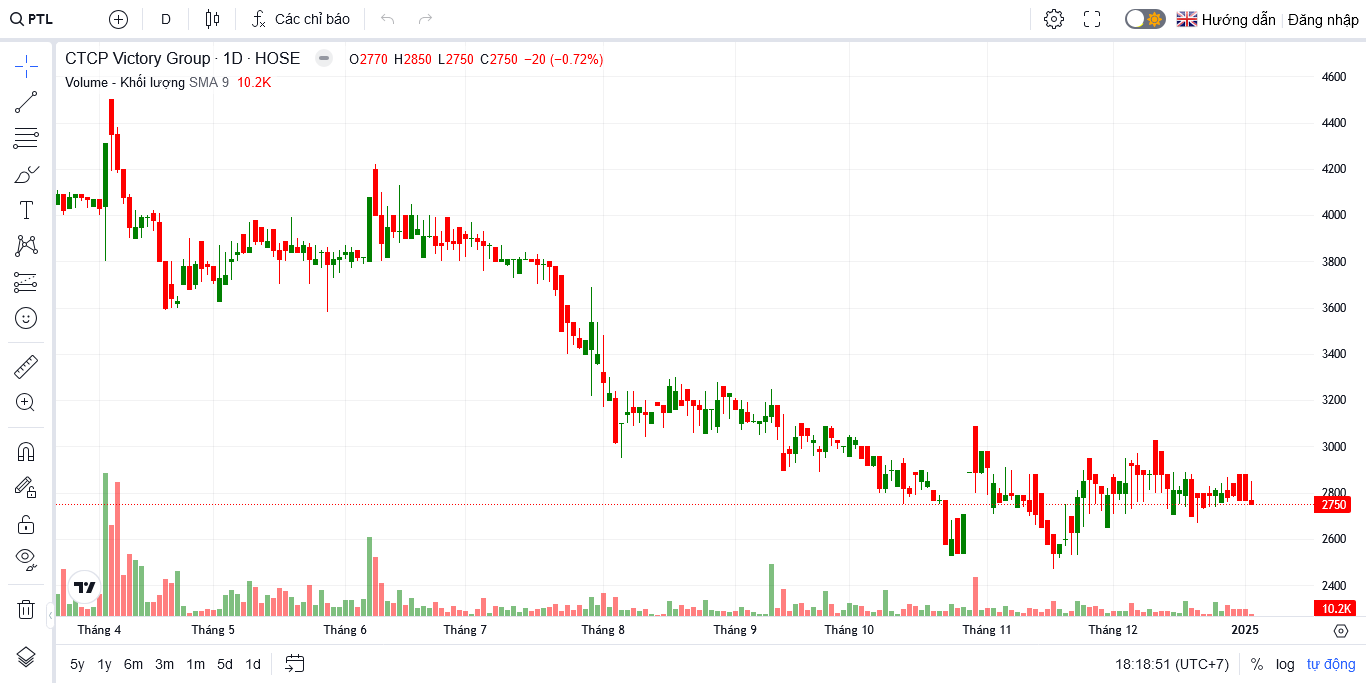 PTL D Các chỉ báo Hướng dẫn Đăng nhập
CTCP Victory Group · 1D · HOSE O2770 H2850 L2750 C2750 −20 (−0.72%)
Volume - Khối lượng SMA 9 10.2K
4600
4400
4200
4000
3800
3600
3400
3200
3000
2800
2750
2600
2400
10.2K
Tháng 4 Tháng 5 Tháng 6 Tháng 7 Tháng 8 Tháng 9 Tháng 10 Tháng 11 Tháng 12 2025
5y 1y 6m 3m 1m 5d 1d 18:18:51 (UTC+7) % log tự động